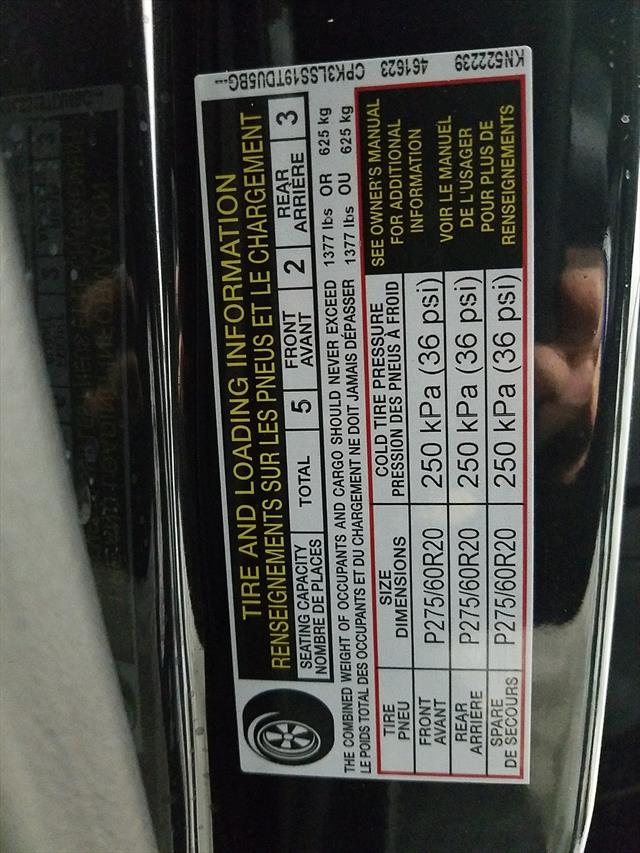 TIRE AND LOADING INFORMATION
RENSEIGNEMENTS SUR LES PNEUS ET LE CHARGEMENT
SEATING CAPACITY
NOMBRE DE PLACES
TOTAL 5
FRONT
AVANT
2
REAR
ARRIÈRE
3
THE COMBINED WEIGHT OF OCCUPANTS AND CARGO SHOULD NEVER EXCEED 1377 lbs OR 625 kg
LE POIDS TOTAL DES OCCUPANTS ET DU CHARGEMENT NE DOIT JAMAIS DÉPASSER 1377 lbs OU 625 kg
TIRE
PNEU
SIZE
DIMENSIONS
COLD TIRE PRESSURE
PRESSION DES PNEUS À FROID
FRONT
AVANT
P275/60R20 250 kPa (36 psi)
REAR
ARRIÈRE
P275/60R20 250 kPa (36 psi)
SPARE
DE SECOURS
P275/60R20 250 kPa (36 psi)
SEE OWNER'S MANUAL
FOR ADDITIONAL
INFORMATION
VOIR LE MANUEL
DE L'USAGER
POUR PLUS DE
RENSEIGNEMENTS
KN522239 461623 CPK3LSS19TDU5BG---